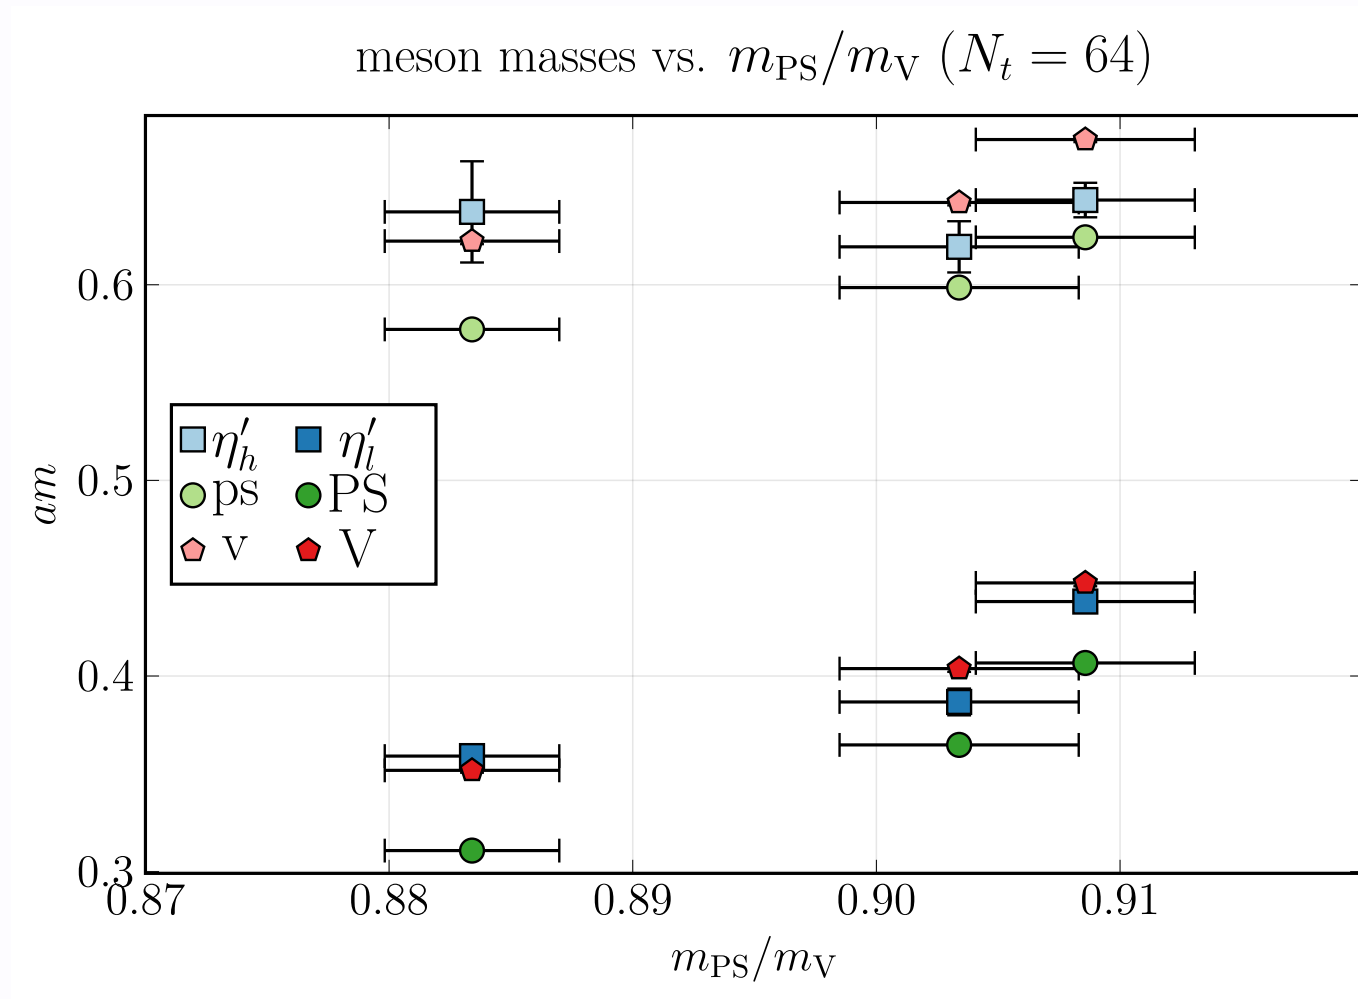 meson masses vs. m_PS/m_V (N_t = 64)
0.6
0.5
0.4
0.3
am
η′_h η′_l
ps PS
v V
0.87 0.88 0.89 0.90 0.91
m_PS/m_V